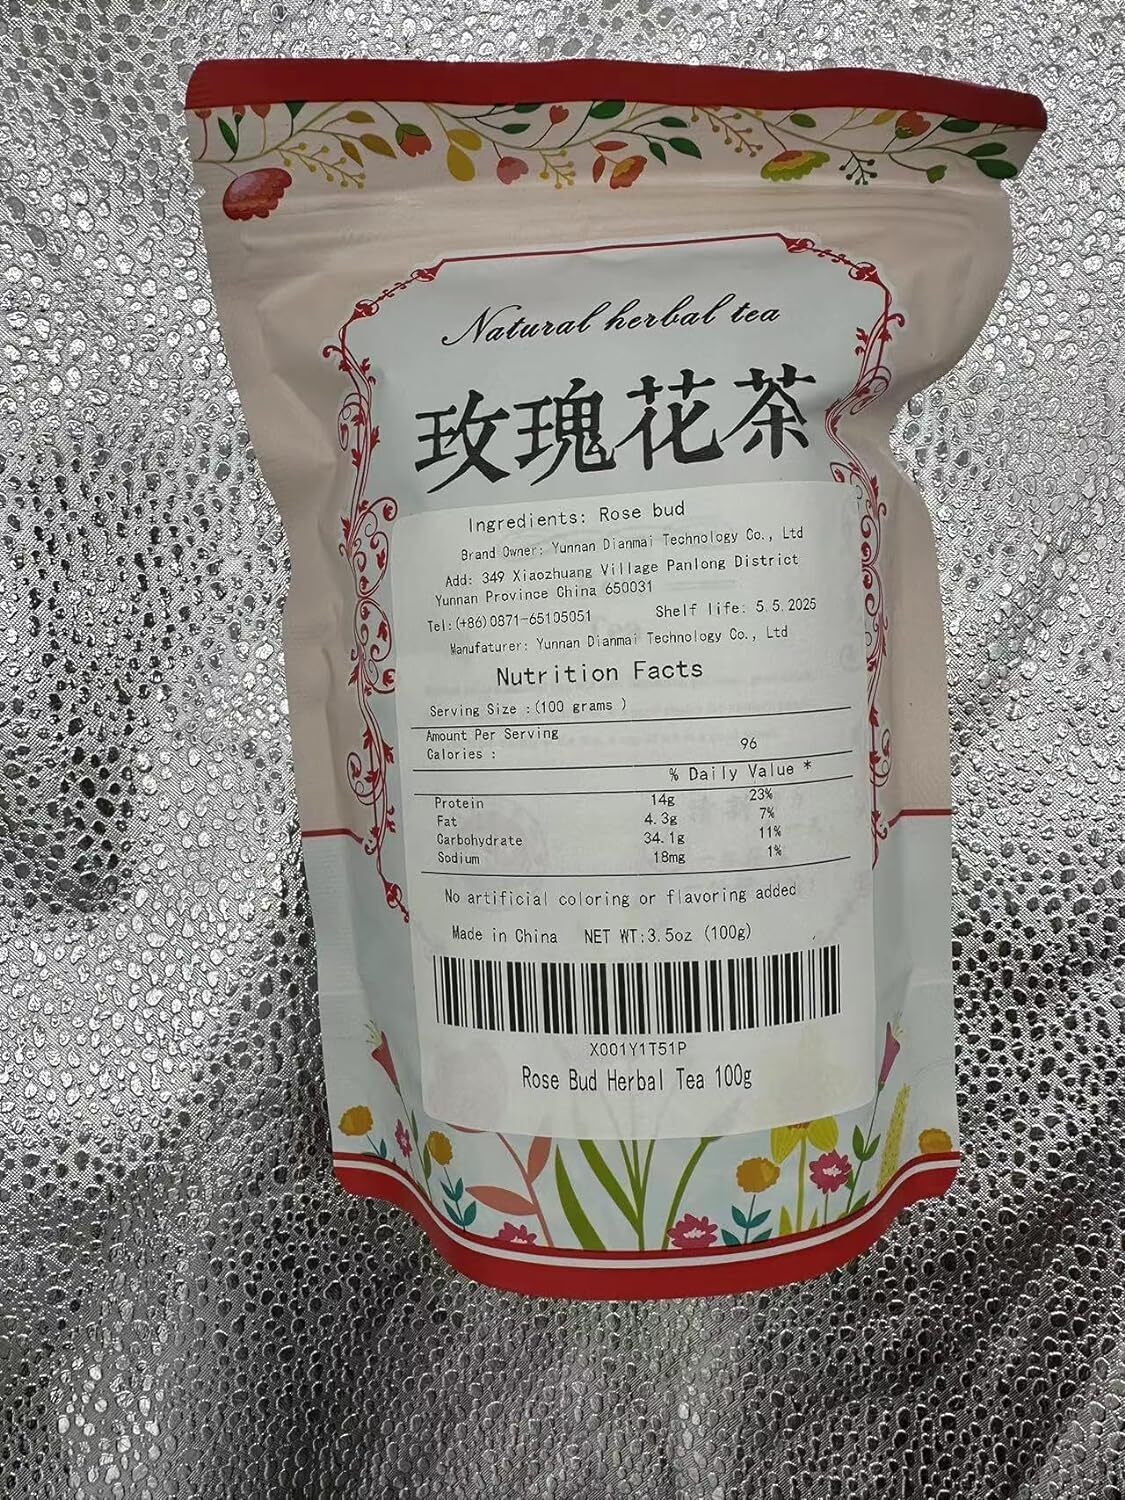 Natural herbal tea
玫瑰花茶
Ingredients: Rose bud
Brand Owner: Yunnan Dianmai Technology Co., Ltd
Add: 349 Xiaozhuang Village Panlong District
Yunnan Province China 650031
Tel:(+86)0871-65105051 Shelf life: 5.5.2025
Manufaturer: Yunnan Dianmai Technology Co., Ltd
Nutrition Facts
Serving Size :(100 grams )
Amount Per Serving
Calories : 96
% Daily Value *
Protein 14g 23%
Fat 4.3g 7%
Carbohydrate 34.1g 11%
Sodium 18mg 1%
No artificial coloring or flavoring added
Made in China NET WT:3.5oz (100g)
X001Y1T51P
Rose Bud Herbal Tea 100g